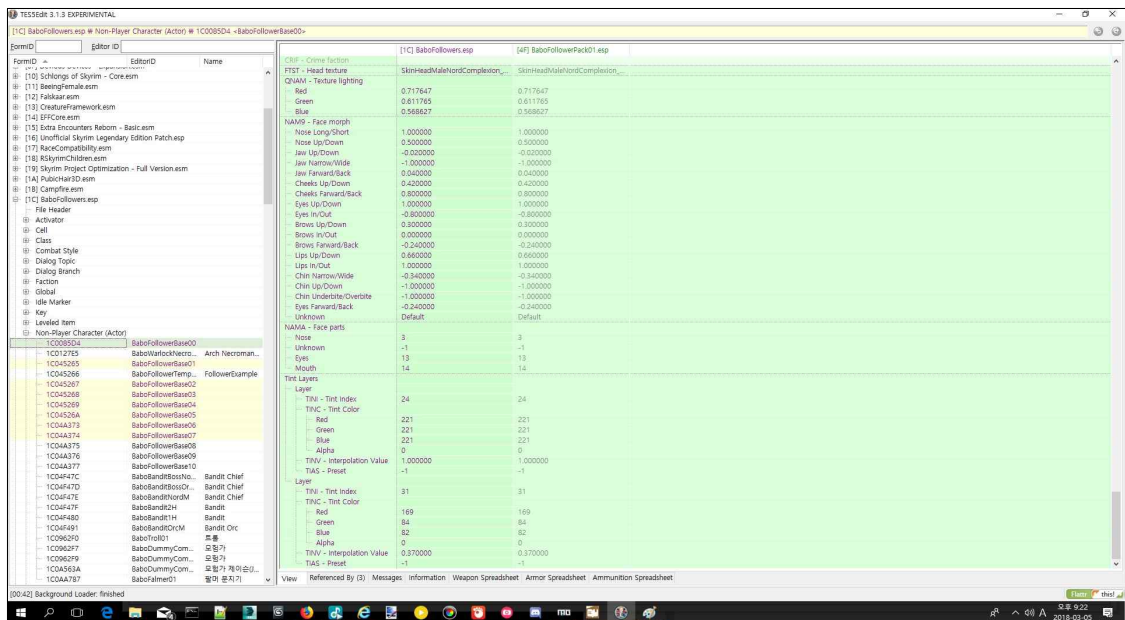 TES5Edit 3.1.3 EXPERIMENTAL
[1C] BaboFollowers.esp \ Non-Player Character (Actor) \ 1C0085D4 <BaboFollowerBase00>
FormID Editor ID
FormID EditorID Name
[10] Schlongs of Skyrim - Core.esm
[11] BeeingFemale.esm
[12] Falskaar.esm
[13] CreatureFramework.esm
[14] EFFCore.esm
[15] Extra Encounters Reborn - Basic.esm
[16] Unofficial Skyrim Legendary Edition Patch.esp
[17] RaceCompatibility.esm
[18] RSkyrimChildren.esm
[19] Skyrim Project Optimization - Full Version.esm
[1A] PubicHair3D.esm
[1B] Campfire.esm
[1C] BaboFollowers.esp
File Header
Activator
Cell
Class
Combat Style
Dialog Topic
Dialog Branch
Faction
Global
Idle Marker
Key
Leveled Item
Non-Player Character (Actor)
1C0085D4 BaboFollowerBase00
1C0127E5 BaboWarlockNecro... Arch Necroman...
1C045265 BaboFollowerBase01
1C045266 BaboFollowerTemp... FollowerExample
1C045267 BaboFollowerBase02
1C045268 BaboFollowerBase03
1C045269 BaboFollowerBase04
1C04526A BaboFollowerBase05
1C04A373 BaboFollowerBase06
1C04A374 BaboFollowerBase07
1C04A375 BaboFollowerBase08
1C04A376 BaboFollowerBase09
1C04A377 BaboFollowerBase10
1C04F47C BaboBanditBossNo... Bandit Chief
1C04F47D BaboBanditBossOr... Bandit Chief
1C04F47E BaboBanditNordM Bandit Chief
1C04F47F BaboBandit2H Bandit
1C04F480 BaboBandit1H Bandit
1C04F491 BaboBanditOrcM Bandit Orc
1C0962F0 BaboTroll01 트롤
1C0962F7 BaboDummyCom... 모험가
1C0962F9 BaboDummyCom... 모험가
1C0A563A BaboDummyCom... 모험가 제이슨(J...
1C0AA787 BaboFalmer01 팔머 문지기
[1C] BaboFollowers.esp [4F] BaboFollowerPack01.esp
CRIF - Crime faction
FTST - Head texture SkinHeadMaleNordComplexion_... SkinHeadMaleNordComplexion_...
QNAM - Texture lighting
Red 0.717647 0.717647
Green 0.611765 0.611765
Blue 0.568627 0.568627
NAM9 - Face morph
Nose Long/Short 1.000000 1.000000
Nose Up/Down 0.500000 0.500000
Jaw Up/Down -0.020000 -0.020000
Jaw Narrow/Wide -1.000000 -1.000000
Jaw Farward/Back 0.040000 0.040000
Cheeks Up/Down 0.420000 0.420000
Cheeks Farward/Back 0.800000 0.800000
Eyes Up/Down 1.000000 1.000000
Eyes In/Out -0.800000 -0.800000
Brows Up/Down 0.300000 0.300000
Brows In/Out 0.000000 0.000000
Brows Farward/Back -0.240000 -0.240000
Lips Up/Down 0.660000 0.660000
Lips In/Out 1.000000 1.000000
Chin Narrow/Wide -0.340000 -0.340000
Chin Up/Down -1.000000 -1.000000
Chin Underbite/Overbite -1.000000 -1.000000
Eyes Farward/Back -0.240000 -0.240000
Unknown Default Default
NAMA - Face parts
Nose 3 3
Unknown -1 -1
Eyes 13 13
Mouth 14 14
Tint Layers
Layer
TINI - Tint Index 24 24
TINC - Tint Color
Red 221 221
Green 221 221
Blue 221 221
Alpha 0 0
TINV - Interpolation Value 1.000000 1.000000
TIAS - Preset -1 -1
Layer
TINI - Tint Index 31 31
TINC - Tint Color
Red 169 169
Green 84 84
Blue 82 82
Alpha 0 0
TINV - Interpolation Value 0.370000 0.370000
TIAS - Preset -1 -1
View Referenced By (3) Messages Information Weapon Spreadsheet Armor Spreadsheet Ammunition Spreadsheet
[00:42] Background Loader: finished
Flattr this!
A 오후 9:22
2018-03-05